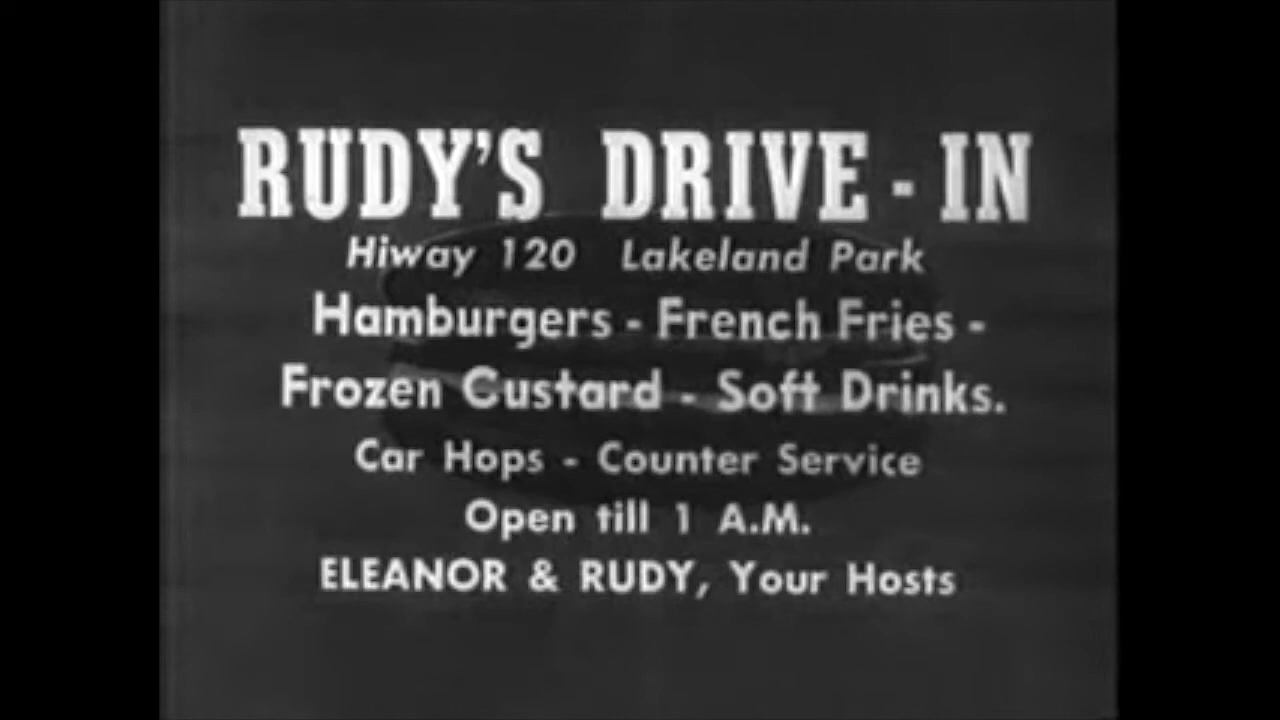 RUDY'S DRIVE - IN
Hiway 120 Lakeland Park
Hamburgers - French Fries -
Frozen Custard - Soft Drinks.
Car Hops - Counter Service
Open till 1 A.M.
ELEANOR & RUDY, Your Hosts